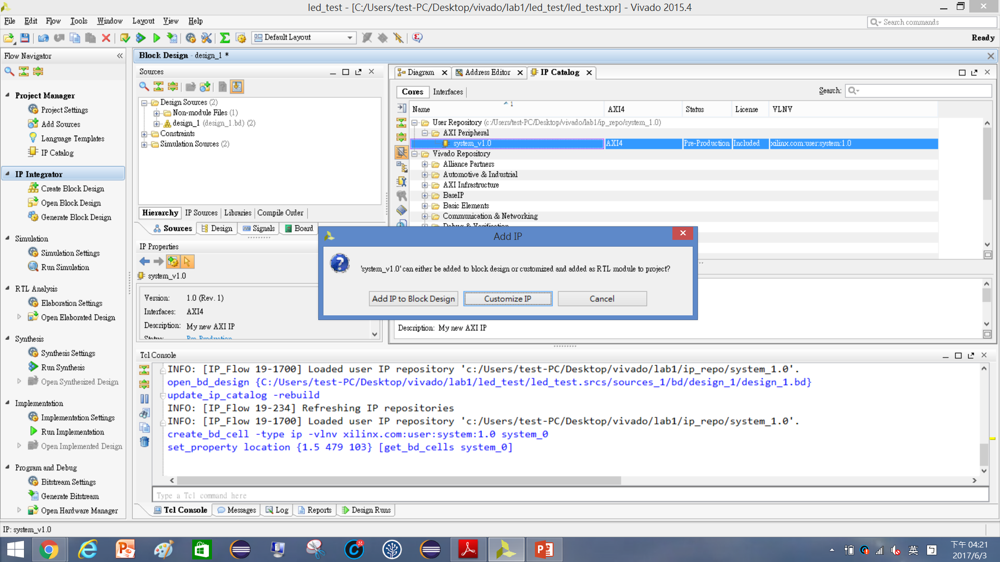 led_test - [C:/Users/test-PC/Desktop/vivado/lab1/led_test/led_test.xpr] - Vivado 2015.4
File Edit Flow Tools Window Layout View Help
Search commands
Default Layout
Ready
Flow Navigator
Project Manager
Project Settings
Add Sources
Language Templates
IP Catalog
IP Integrator
Create Block Design
Open Block Design
Generate Block Design
Simulation
Simulation Settings
Run Simulation
RTL Analysis
Elaboration Settings
Open Elaborated Design
Synthesis
Synthesis Settings
Run Synthesis
Open Synthesized Design
Implementation
Implementation Settings
Run Implementation
Open Implemented Design
Program and Debug
Bitstream Settings
Generate Bitstream
Open Hardware Manager
Block Design - design_1 *
Sources
Design Sources (2)
Non-module Files (1)
design_1 (design_1.bd) (2)
Constraints
Simulation Sources (2)
Hierarchy IP Sources Libraries Compile Order
Sources Design Signals Board
IP Properties
system_v1.0
Version: 1.0 (Rev. 1)
Interfaces: AXI4
Description: My new AXI IP
Status: Pre-Production
Diagram Address Editor IP Catalog
Cores Interfaces
Search:
Name 1 AXI4 Status License VLNV
User Repository (c:/Users/test-PC/Desktop/vivado/lab1/ip_repo/system_1.0)
AXI Peripheral
system_v1.0 AXI4 Pre-Production Included xilinx.com:user:system:1.0
Vivado Repository
Alliance Partners
Automotive & Industrial
AXI Infrastructure
BaseIP
Basic Elements
Communication & Networking
Debug & Verification
Add IP
'system_v1.0' can either be added to block design or customized and added as RTL module to project?
Add IP to Block Design Customize IP Cancel
Description: My new AXI IP
Tcl Console
INFO: [IP_Flow 19-1700] Loaded user IP repository 'c:/Users/test-PC/Desktop/vivado/lab1/ip_repo/system_1.0'.
open_bd_design {C:/Users/test-PC/Desktop/vivado/lab1/led_test/led_test.srcs/sources_1/bd/design_1/design_1.bd}
update_ip_catalog -rebuild
INFO: [IP_Flow 19-234] Refreshing IP repositories
INFO: [IP_Flow 19-1700] Loaded user IP repository 'c:/Users/test-PC/Desktop/vivado/lab1/ip_repo/system_1.0'.
create_bd_cell -type ip -vlnv xilinx.com:user:system:1.0 system_0
set_property location {1.5 479 103} [get_bd_cells system_0]
Type a Tcl command here
Tcl Console Messages Log Reports Design Runs
IP: system_v1.0
英
下午 04:21
2017/6/3